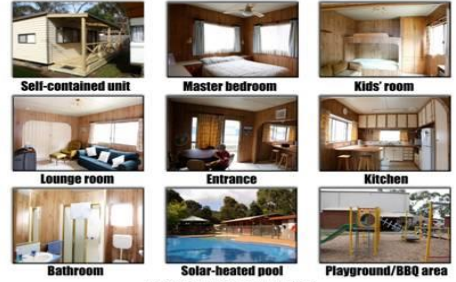 Self-contained unit
Master bedroom
Kids' room
Lounge room
Entrance
Kitchen
Bathroom
Solar-heated pool
Playground/BBQ area